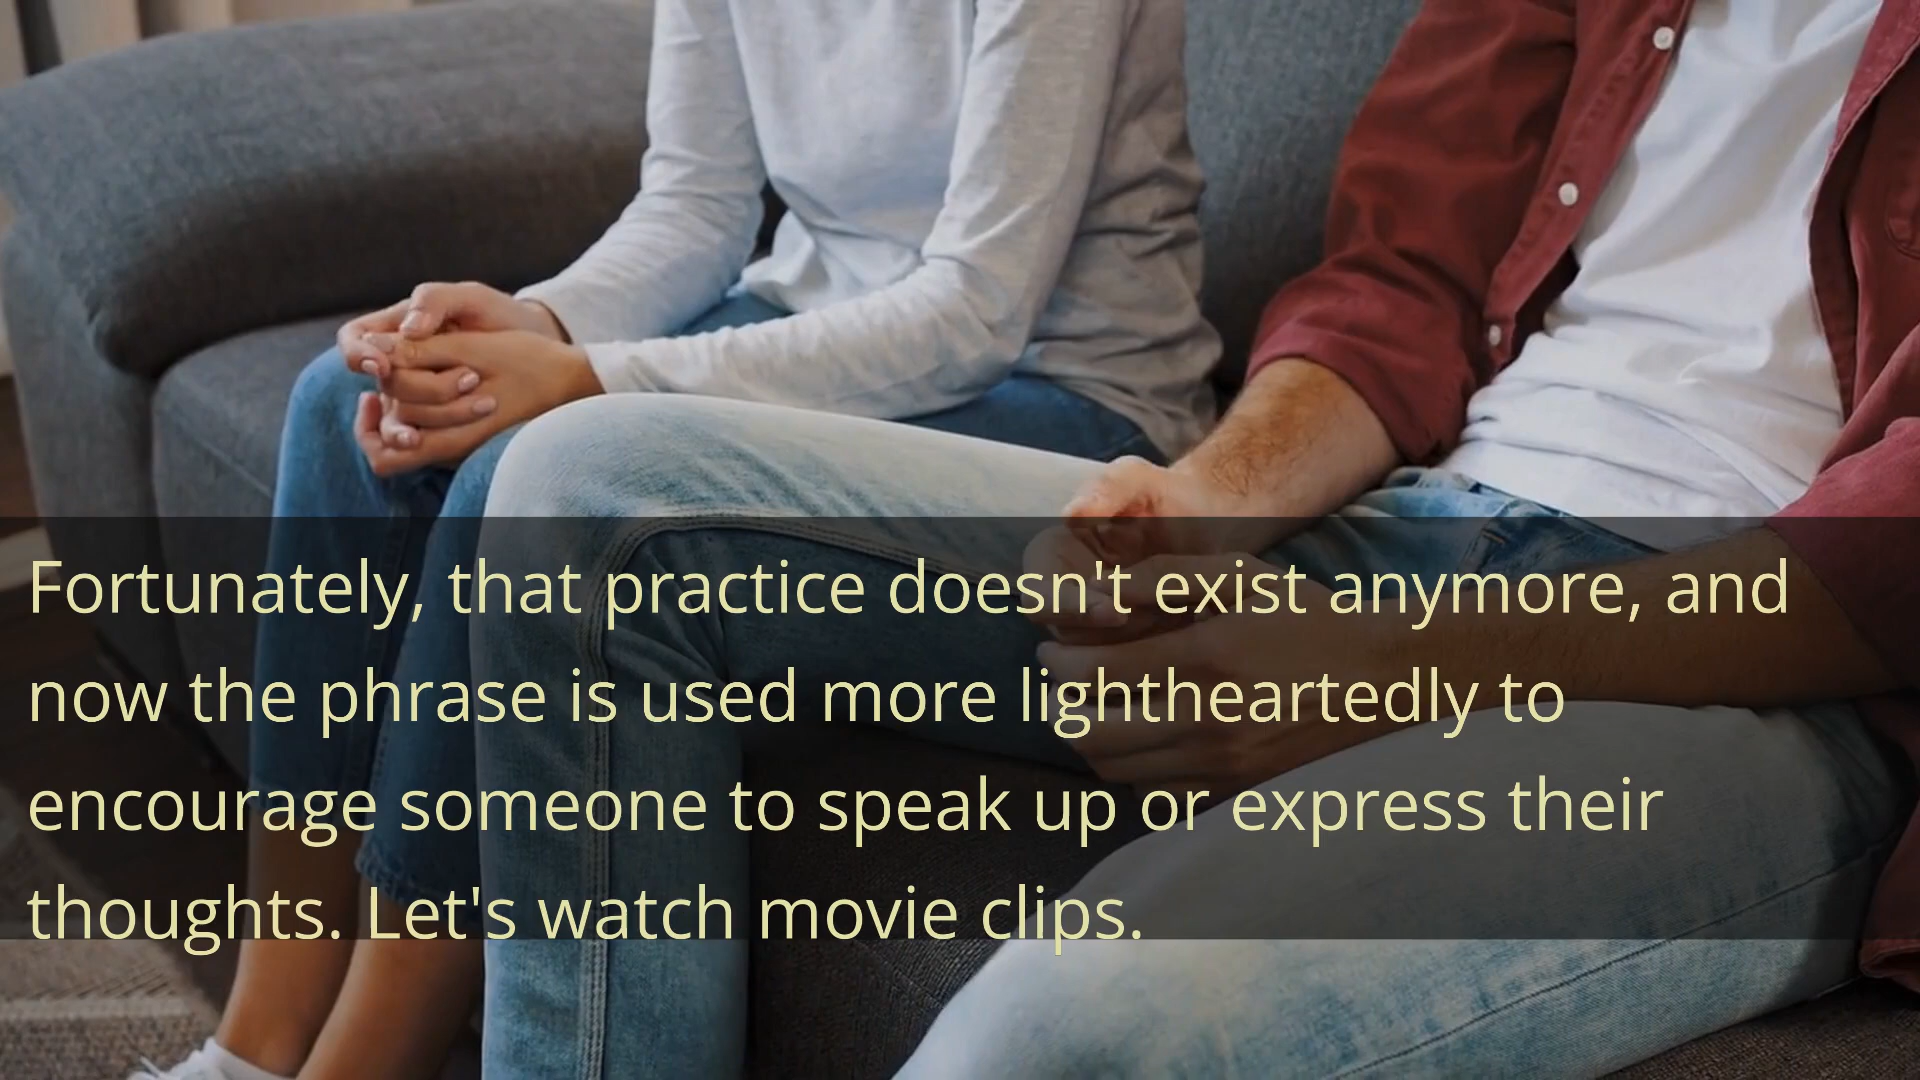 Fortunately, that practice doesn't exist anymore, and
now the phrase is used more lightheartedly to
encourage someone to speak up or express their
thoughts. Let's watch movie clips.